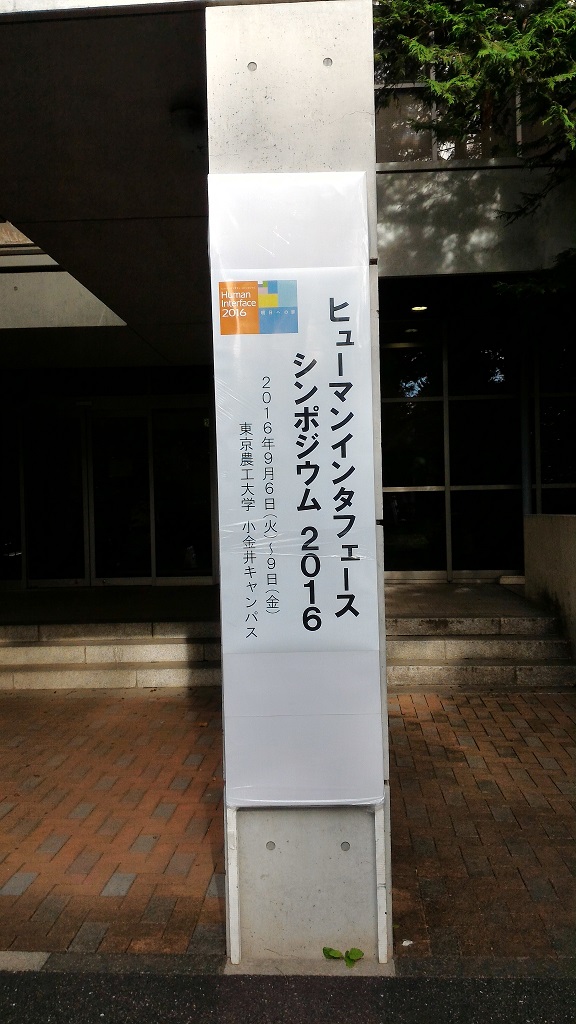 ヒューマンインタフェース
シンポジウム 2016
2016年9月6日(火)～9日(金)
東京農工大学 小金井キャンパス
Human
Interface
2016